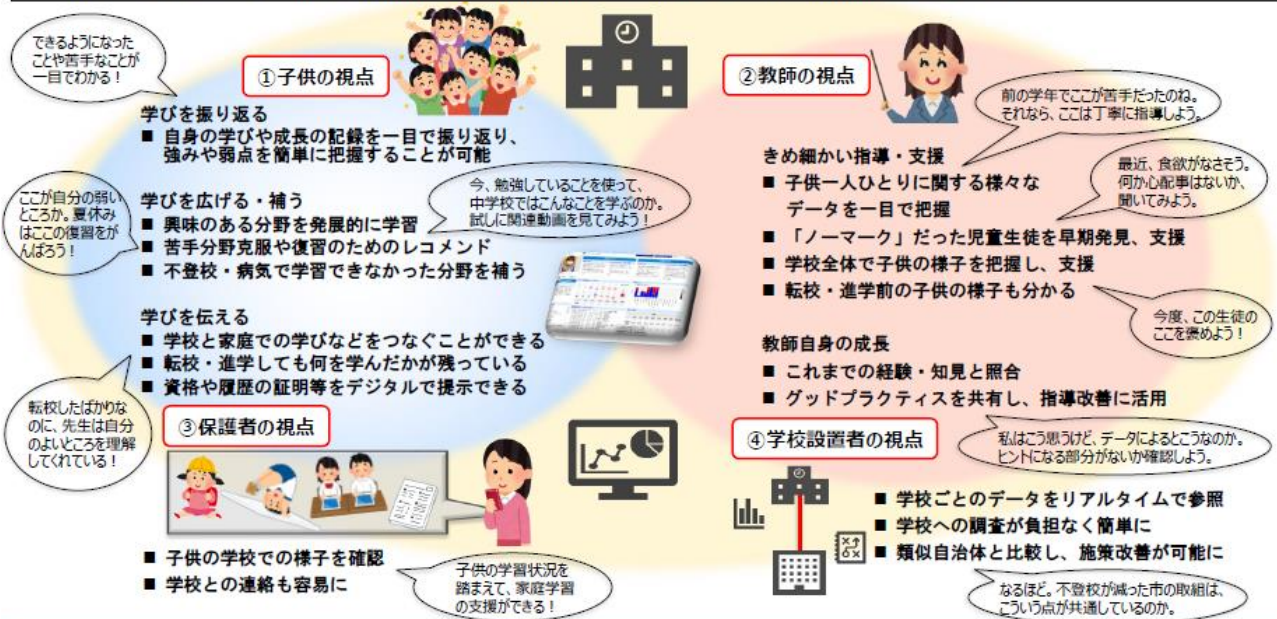 できるようになった
ことや苦手なことが
一目でわかる！
①子供の視点
学びを振り返る
■ 自身の学びや成長の記録を一目で振り返り、
強みや弱点を簡単に把握することが可能
ここが自分の弱い
ところか。夏休み
はここの復習をが
んばろう！
学びを広げる・補う
■ 興味のある分野を発展的に学習
■ 苦手分野克服や復習のためのレコメンド
■ 不登校・病気で学習できなかった分野を補う
今、勉強していることを使って、
中学校ではこんなことを学ぶのか。
試しに関連動画を見てみよう！
学びを伝える
■ 学校と家庭での学びなどをつなぐことができる
■ 転校・進学しても何を学んだかが残っている
■ 資格や履歴の証明等をデジタルで提示できる
転校したばかりな
のに、先生は自分
のよいところを理解
してくれている！
②教師の視点
前の学年でここが苦手だったのね。
それなら、ここは丁寧に指導しよう。
きめ細かい指導・支援
■ 子供一人ひとりに関する様々な
データを一目で把握
■ 「ノーマーク」だった児童生徒を早期発見、支援
■ 学校全体で子供の様子を把握し、支援
■ 転校・進学前の子供の様子も分かる
最近、食欲がなさそう。
何か心配事はないか、
聞いてみよう。
今度、この生徒の
ここを褒めよう！
教師自身の成長
■ これまでの経験・知見と照合
■ グッドプラクティスを共有し、指導改善に活用
私はこう思うけど、データによるとこうなのか。
ヒントになる部分がないか確認しよう。
③保護者の視点
■ 子供の学校での様子を確認
■ 学校との連絡も容易に
子供の学習状況を
踏まえて、家庭学習
の支援ができる！
④学校設置者の視点
■ 学校ごとのデータをリアルタイムで参照
■ 学校への調査が負担なく簡単に
■ 類似自治体と比較し、施策改善が可能に
なるほど。不登校が減った市の取組は、
こういう点が共通しているのか。